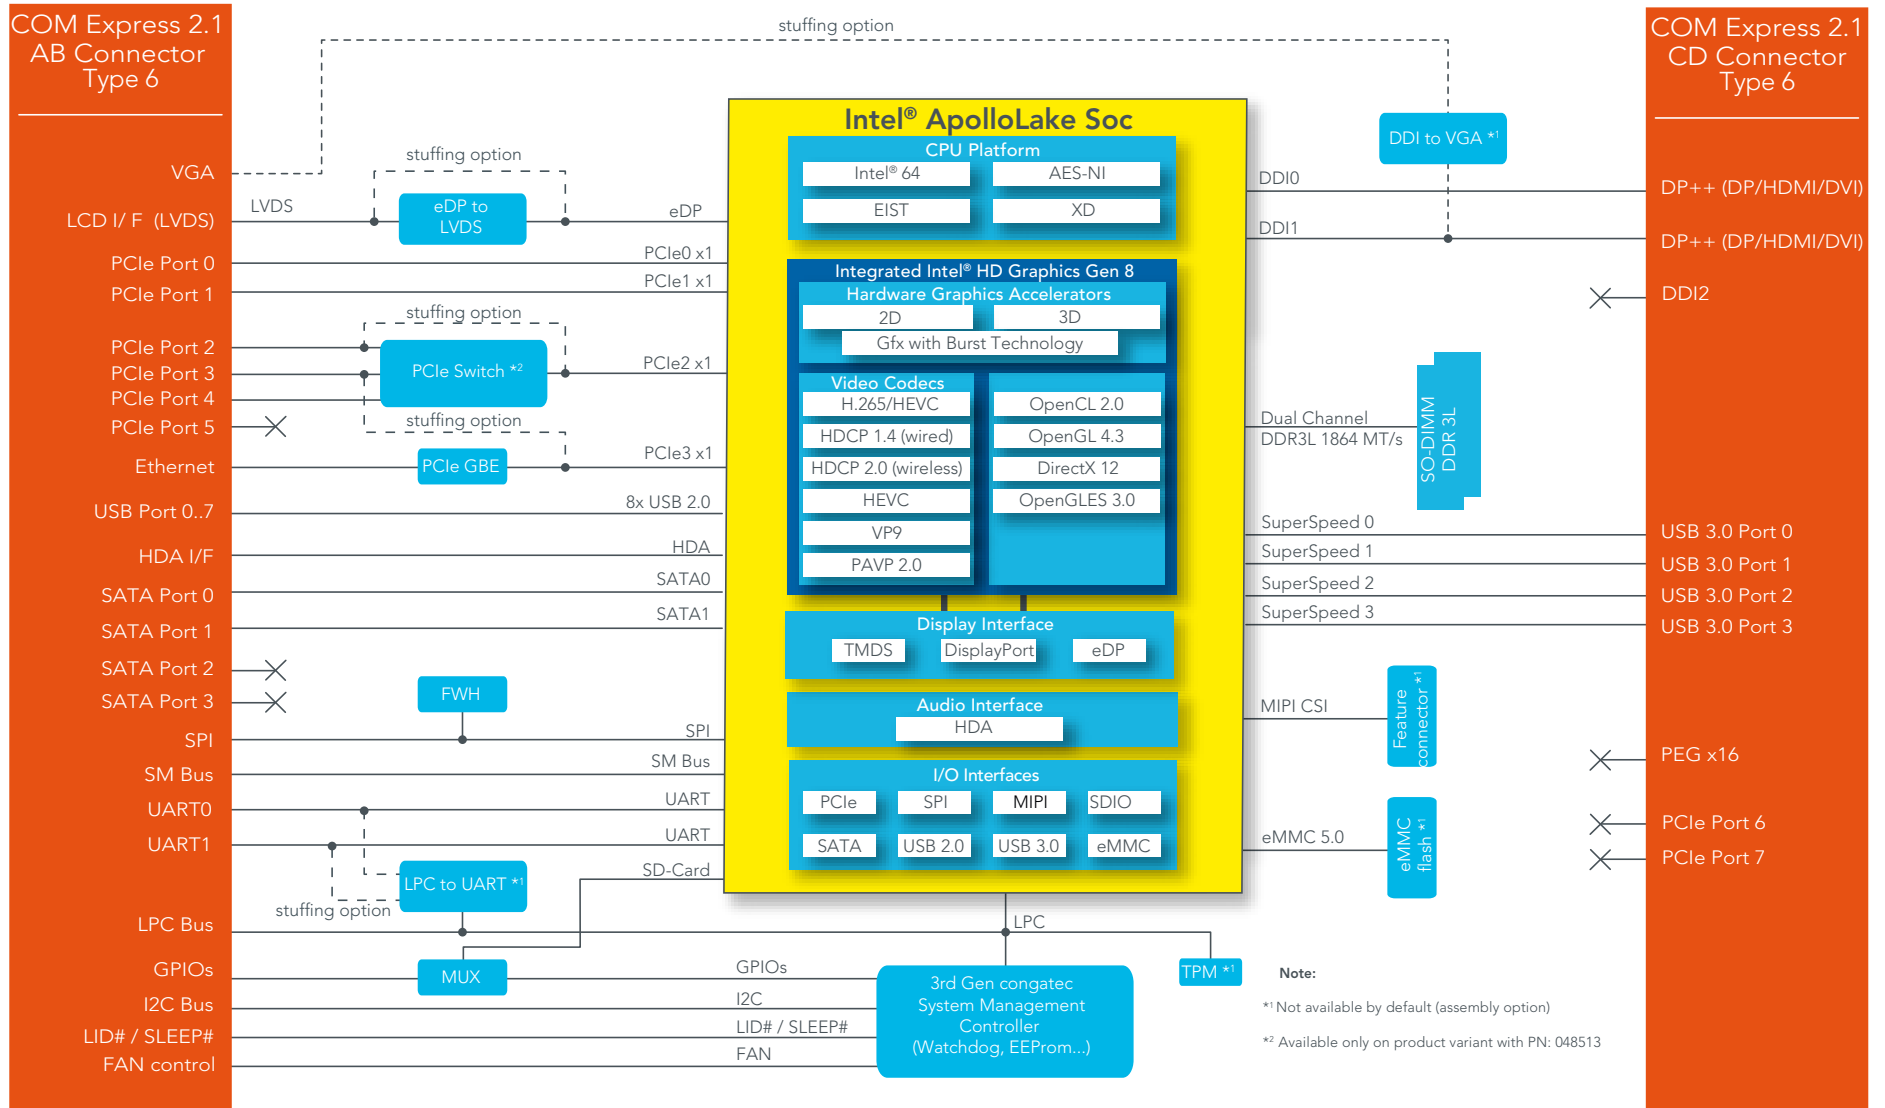 COM Express 2.1
AB Connector
Type 6
VGA
LCD I/ F (LVDS)
PCIe Port 0
PCIe Port 1
PCIe Port 2
PCIe Port 3
PCIe Port 4
PCIe Port 5
Ethernet
USB Port 0..7
HDA I/F
SATA Port 0
SATA Port 1
SATA Port 2
SATA Port 3
SPI
SM Bus
UART0
UART1
LPC Bus
GPIOs
I2C Bus
LID# / SLEEP#
FAN control
stuffing option
stuffing option
LVDS
eDP to
LVDS
eDP
PCIe0 x1
PCIe1 x1
stuffing option
PCIe Switch *2
PCIe2 x1
stuffing option
PCIe GBE
PCIe3 x1
8x USB 2.0
HDA
SATA0
SATA1
FWH
SPI
SM Bus
UART
UART
SD-Card
LPC to UART *1
stuffing option
MUX
GPIOs
I2C
LID# / SLEEP#
FAN
Intel® ApolloLake Soc
CPU Platform
Intel® 64
AES-NI
EIST
XD
Integrated Intel® HD Graphics Gen 8
Hardware Graphics Accelerators
2D
3D
Gfx with Burst Technology
Video Codecs
H.265/HEVC
HDCP 1.4 (wired)
HDCP 2.0 (wireless)
HEVC
VP9
PAVP 2.0
OpenCL 2.0
OpenGL 4.3
DirectX 12
OpenGLES 3.0
Display Interface
TMDS
DisplayPort
eDP
Audio Interface
HDA
I/O Interfaces
PCIe
SPI
MIPI
SDIO
SATA
USB 2.0
USB 3.0
eMMC
LPC
3rd Gen congatec
System Management
Controller
(Watchdog, EEProm...)
TPM *1
DDI to VGA *1
DDI0
DDI1
Dual Channel
DDR3L 1864 MT/s
SO-DIMM
DDR 3L
SuperSpeed 0
SuperSpeed 1
SuperSpeed 2
SuperSpeed 3
MIPI CSI
Feature
connector *1
eMMC 5.0
eMMC
flash *1
Note:
*1 Not available by default (assembly option)
*2 Available only on product variant with PN: 048513
COM Express 2.1
CD Connector
Type 6
DP++ (DP/HDMI/DVI)
DP++ (DP/HDMI/DVI)
DDI2
USB 3.0 Port 0
USB 3.0 Port 1
USB 3.0 Port 2
USB 3.0 Port 3
PEG x16
PCIe Port 6
PCIe Port 7